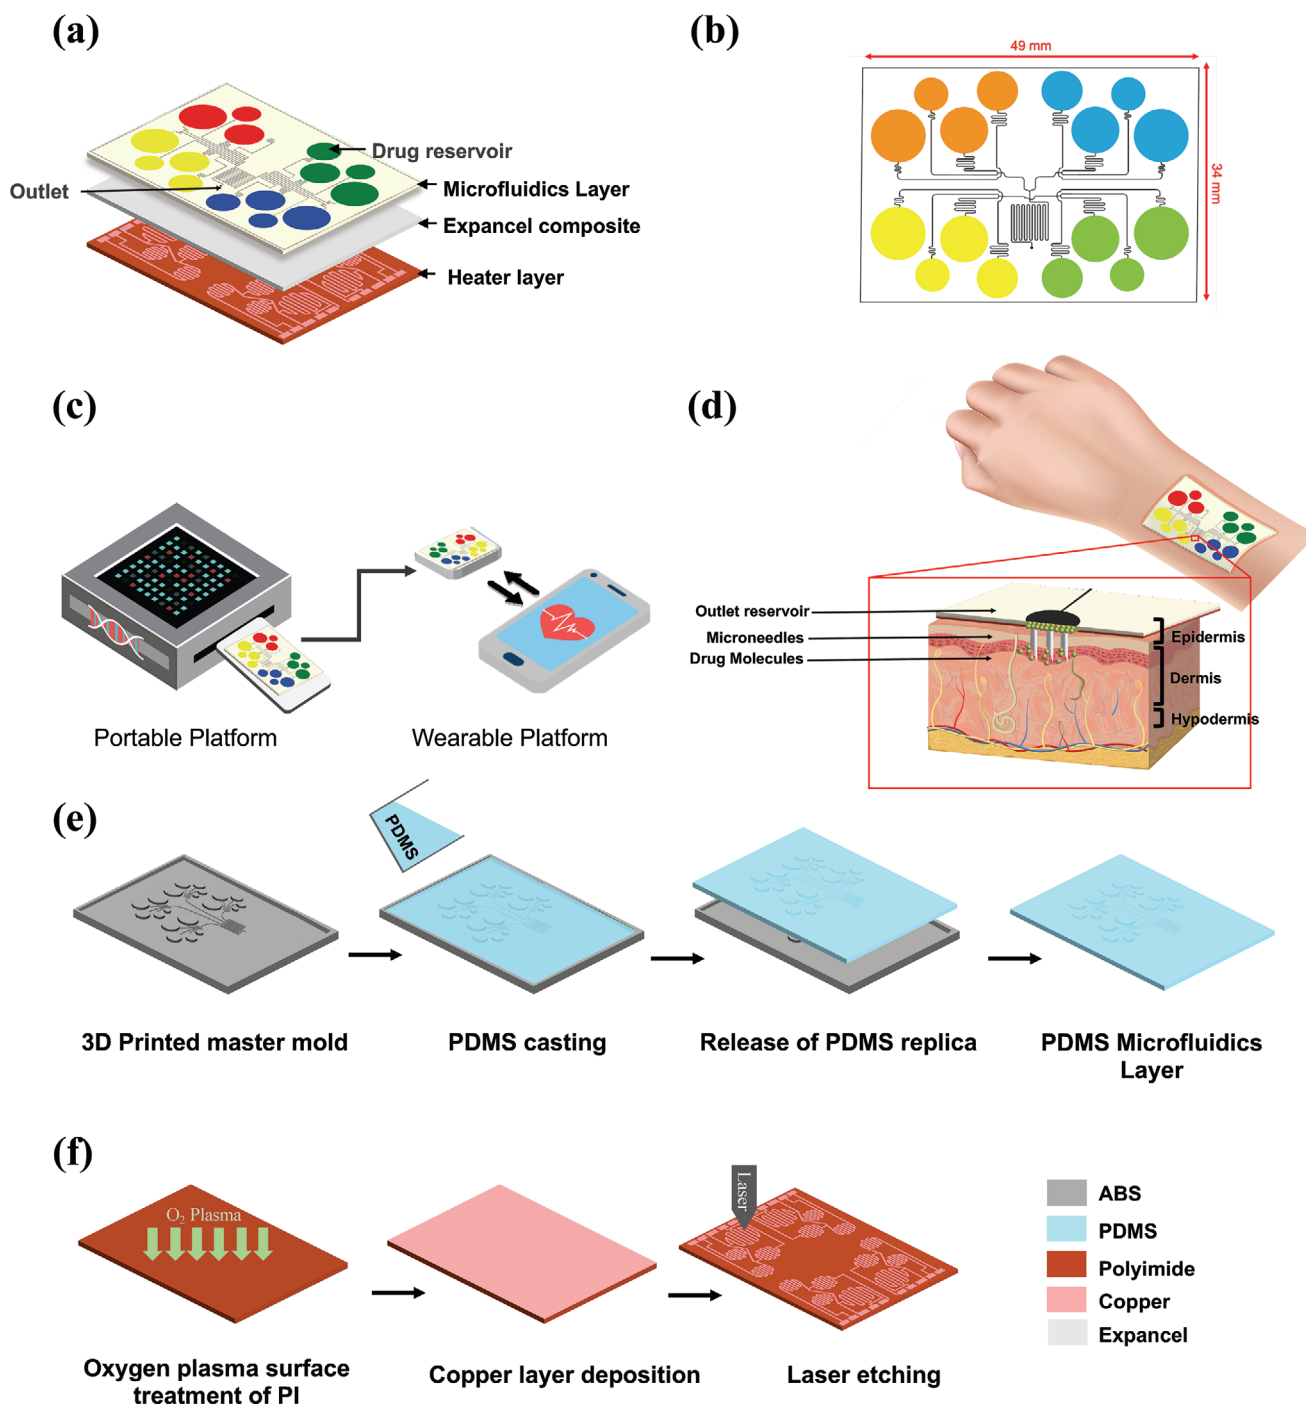 (a)
Drug reservoir
Outlet
Microfluidics Layer
Expancel composite
Heater layer
(b)
49 mm
34 mm
(c)
Portable Platform
Wearable Platform
(d)
Outlet reservoir
Microneedles
Drug Molecules
Epidermis
Dermis
Hypodermis
(e)
PDMS
3D Printed master mold
PDMS casting
Release of PDMS replica
PDMS Microfluidics
Layer
(f)
O₂ Plasma
Laser
Oxygen plasma surface
treatment of PI
Copper layer deposition
Laser etching
ABS
PDMS
Polyimide
Copper
Expancel